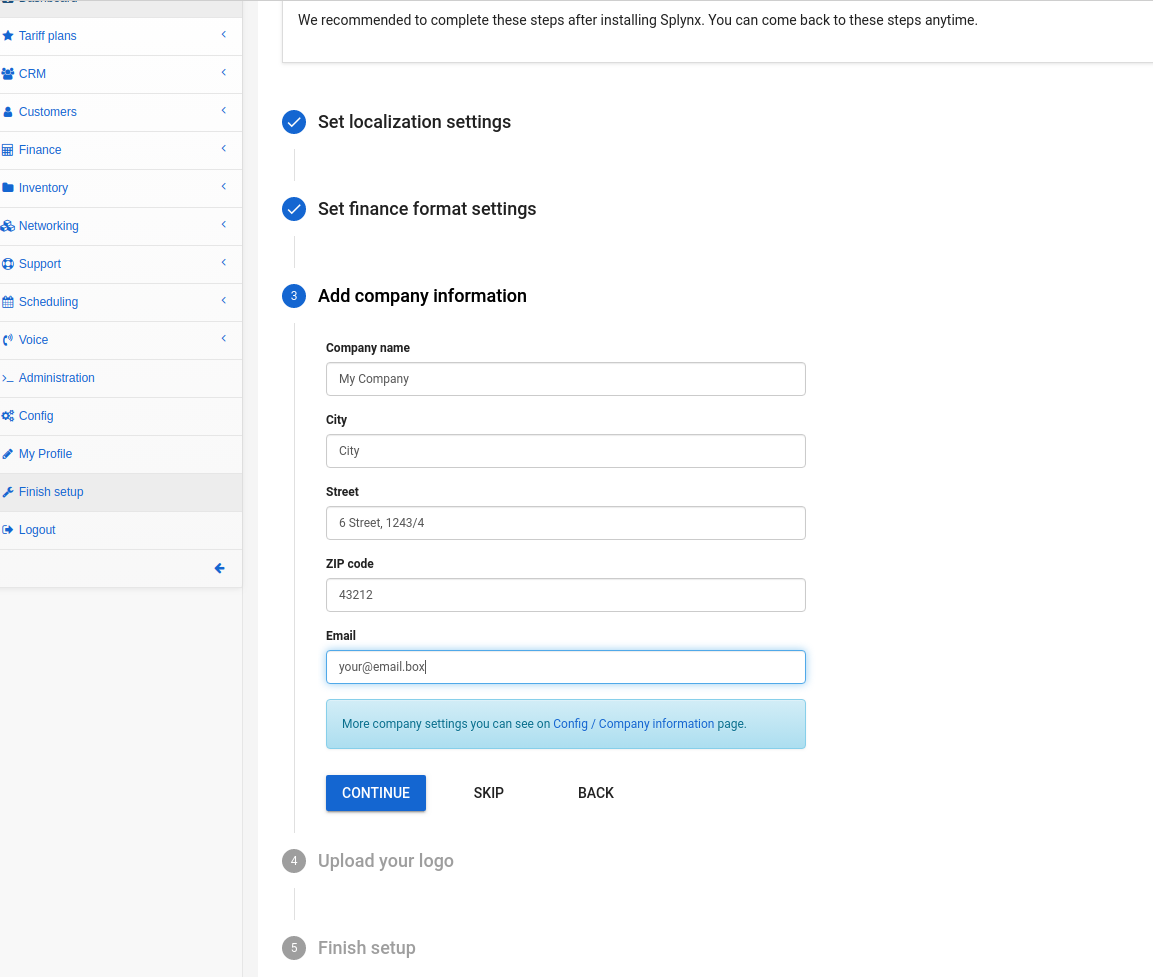 Tariff plans
CRM
Customers
Finance
Inventory
Networking
Support
Scheduling
Voice
Administration
Config
My Profile
Finish setup
Logout
We recommended to complete these steps after installing Splynx. You can come back to these steps anytime.
Set localization settings
Set finance format settings
3 Add company information
Company name
My Company
City
City
Street
6 Street, 1243/4
ZIP code
43212
Email
your@email.box
More company settings you can see on Config / Company information page.
CONTINUE SKIP BACK
4 Upload your logo
5 Finish setup